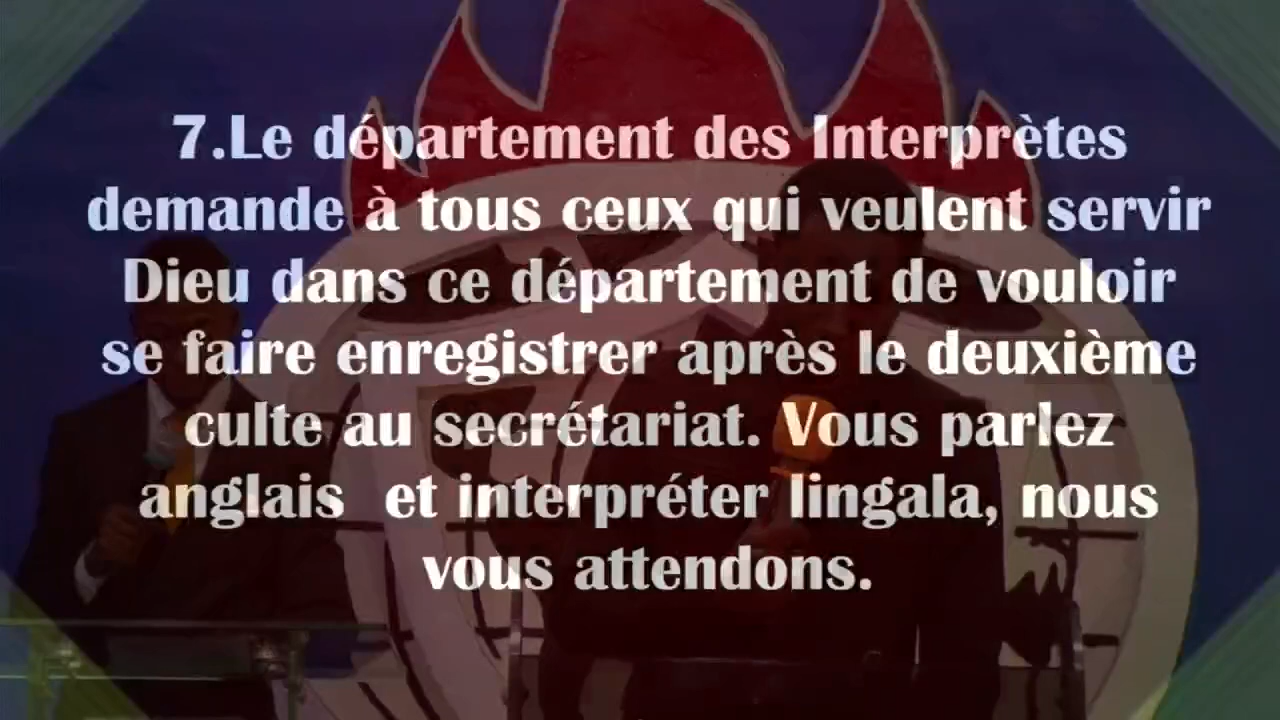 7.Le département des Interprètes
demande à tous ceux qui veulent servir
Dieu dans ce département de vouloir
se faire enregistrer après le deuxième
culte au secrétariat. Vous parlez
anglais  et interpréter lingala, nous
vous attendons.